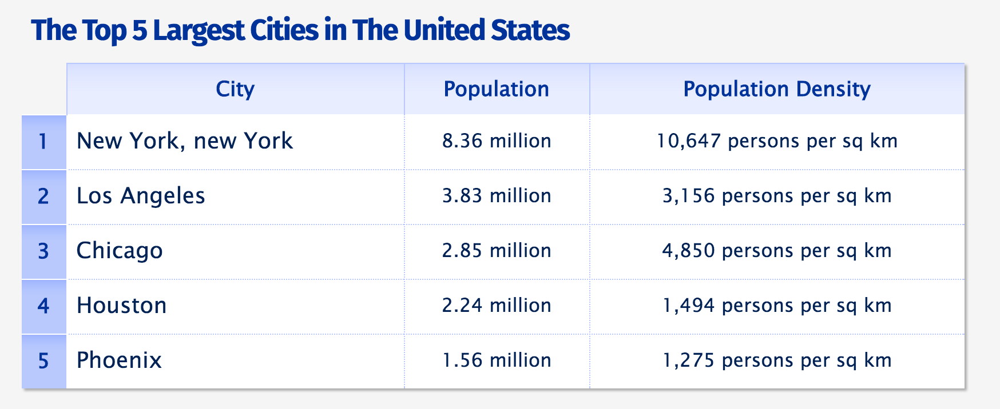 The Top 5 Largest Cities in The United States
City Population Population Density
1 New York, new York 8.36 million 10,647 persons per sq km
2 Los Angeles 3.83 million 3,156 persons per sq km
3 Chicago 2.85 million 4,850 persons per sq km
4 Houston 2.24 million 1,494 persons per sq km
5 Phoenix 1.56 million 1,275 persons per sq km